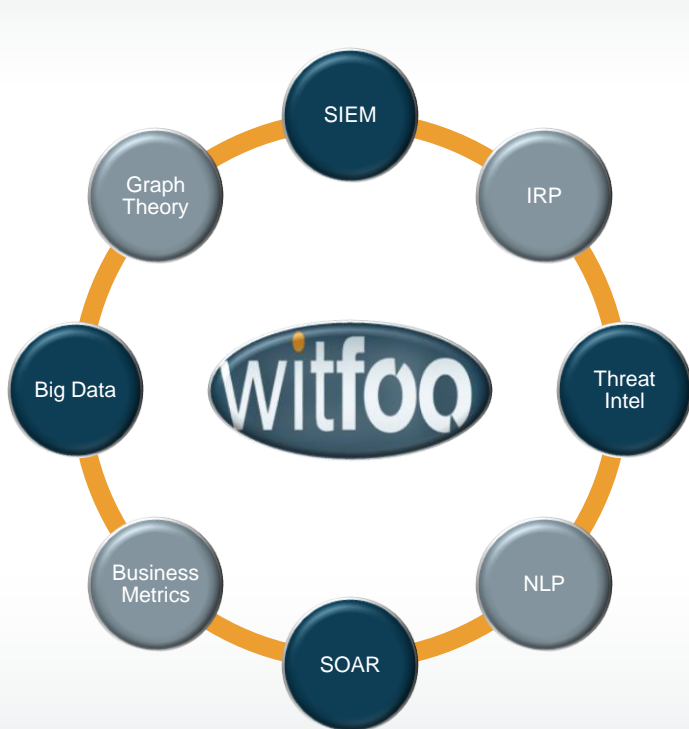 SIEM
Graph
Theory
IRP
Big Data
witfoo
Threat
Intel
Business
Metrics
NLP
SOAR